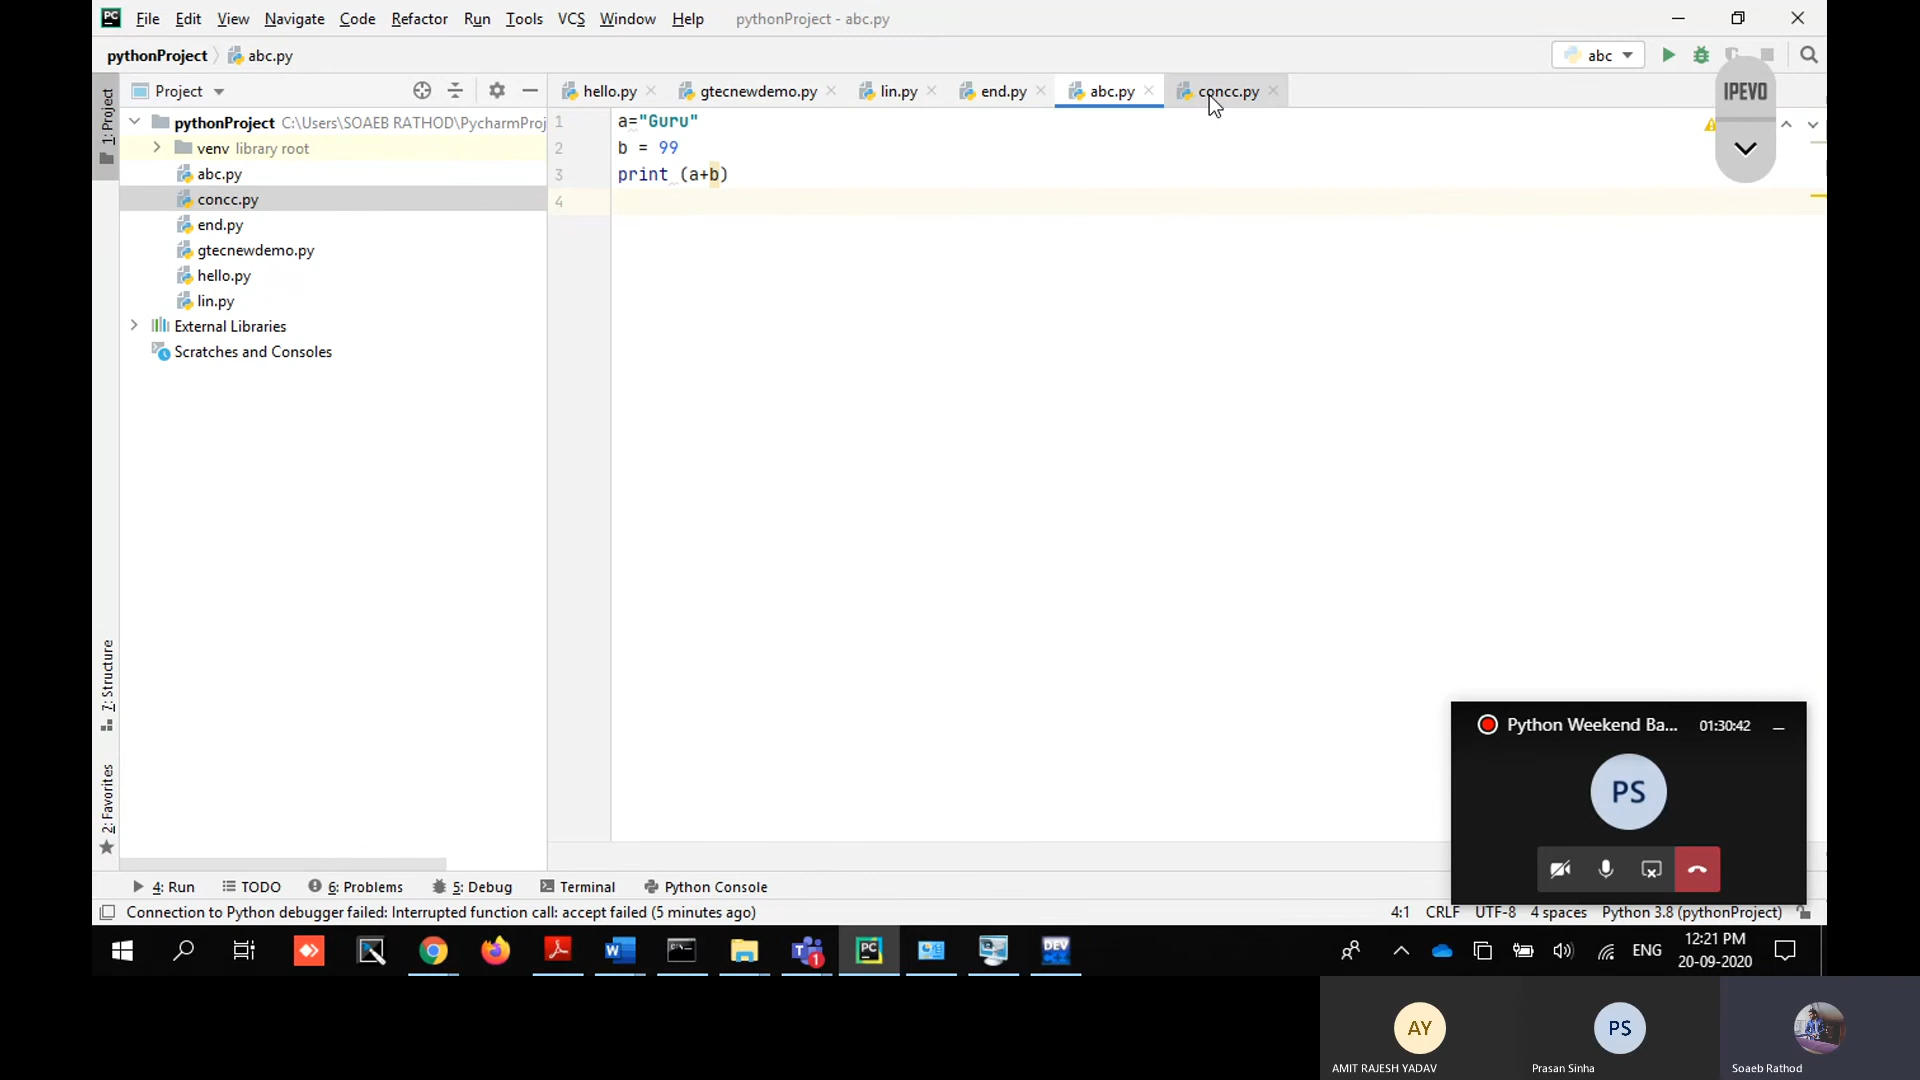 PC File Edit View Navigate Code Refactor Run Tools VCS Window Help pythonProject - abc.py
pythonProject abc.py abc
IPEVO
1: Project
Project
hello.py gtecnewdemo.py lin.py end.py abc.py concc.py
pythonProject C:\Users\SOAEB RATHOD\PycharmProj
venv library root
abc.py
concc.py
end.py
gtecnewdemo.py
hello.py
lin.py
External Libraries
Scratches and Consoles
1 a="Guru"
2 b = 99
3 print (a+b)
4
7: Structure
2: Favorites
Python Weekend Ba... 01:30:42
PS
4: Run TODO 6: Problems 5: Debug Terminal Python Console
Connection to Python debugger failed: Interrupted function call: accept failed (5 minutes ago) 4:1 CRLF UTF-8 4 spaces Python 3.8 (pythonProject)
W 1 PC DEV ENG 12:21 PM
20-09-2020
AY PS
AMIT RAJESH YADAV Prasan Sinha Soaeb Rathod